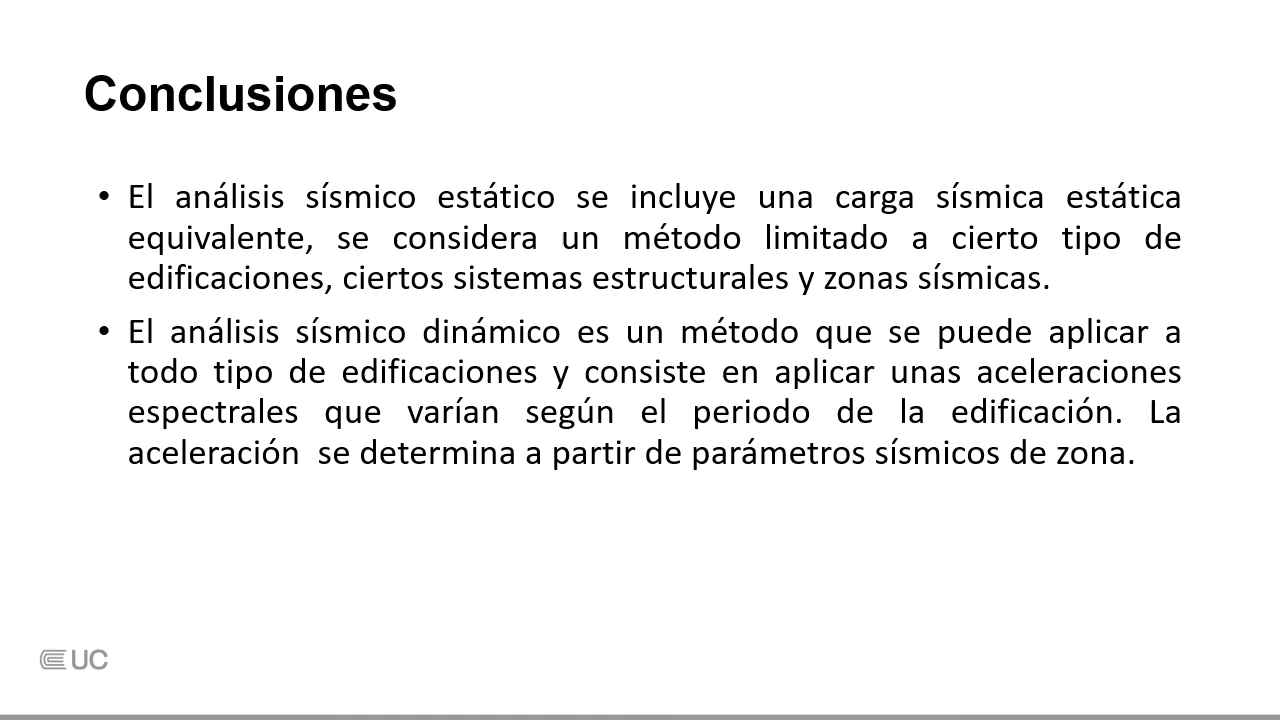 Conclusiones
• El análisis sísmico estático se incluye una carga sísmica estática
equivalente, se considera un método limitado a cierto tipo de
edificaciones, ciertos sistemas estructurales y zonas sísmicas.
• El análisis sísmico dinámico es un método que se puede aplicar a
todo tipo de edificaciones y consiste en aplicar unas aceleraciones
espectrales que varían según el periodo de la edificación. La
aceleración  se determina a partir de parámetros sísmicos de zona.
UC